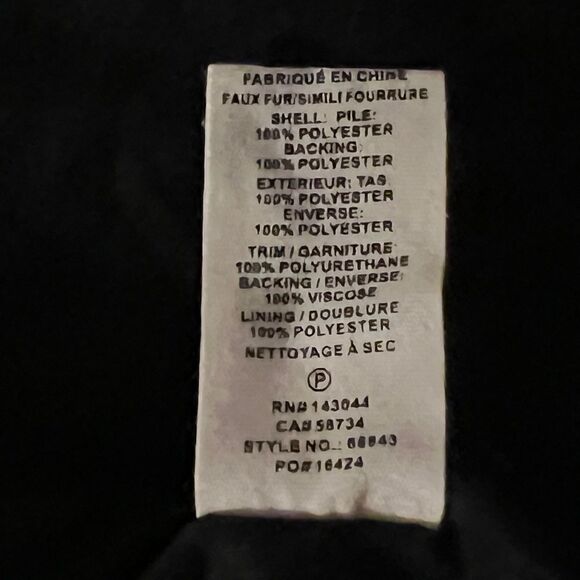 FABRIQUÉ EN CHINE
FAUX FUR/SIMILI FOURRURE
SHELL: PILE:
100% POLYESTER
BACKING:
100% POLYESTER
EXTERIEUR: TAS
100% POLYESTER
ENVERSE:
100% POLYESTER
TRIM / GARNITURE
100% POLYURETHANE
BACKING / ENVERSE:
100% VISCOSE
LINING / DOUBLURE
100% POLYESTER
NETTOYAGE À SEC
P
RN# 143044
CA# 58734
STYLE NO.:
PO# 16424